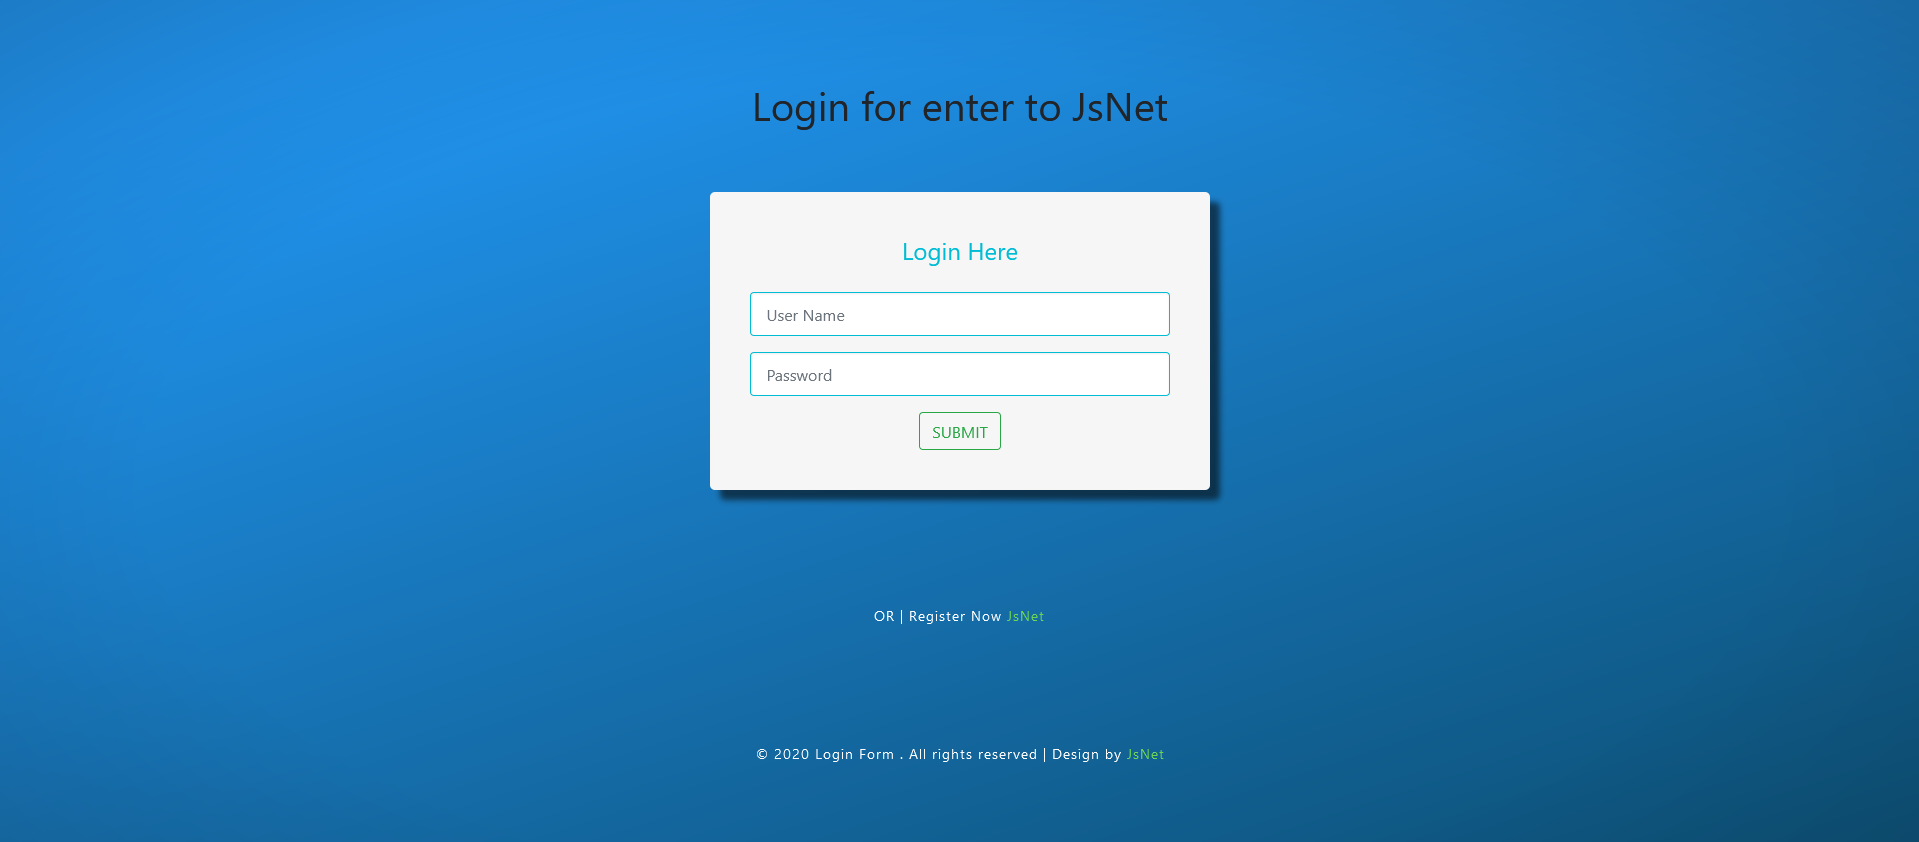 Login for enter to JsNet
Login Here
User Name
Password
SUBMIT
OR | Register Now JsNet
© 2020 Login Form . All rights reserved | Design by JsNet